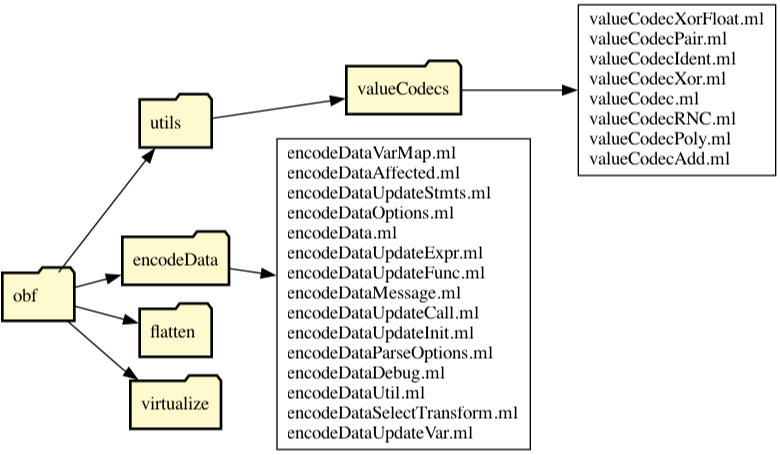 obf
utils
encodeData
flatten
virtualize
valueCodecs
encodeDataVarMap.ml
encodeDataAffected.ml
encodeDataUpdateStmts.ml
encodeDataOptions.ml
encodeData.ml
encodeDataUpdateExpr.ml
encodeDataUpdateFunc.ml
encodeDataMessage.ml
encodeDataUpdateCall.ml
encodeDataUpdateInit.ml
encodeDataParseOptions.ml
encodeDataDebug.ml
encodeDataUtil.ml
encodeDataSelectTransform.ml
encodeDataUpdateVar.ml
valueCodecXorFloat.ml
valueCodecPair.ml
valueCodecIdent.ml
valueCodecXor.ml
valueCodec.ml
valueCodecRNC.ml
valueCodecPoly.ml
valueCodecAdd.ml